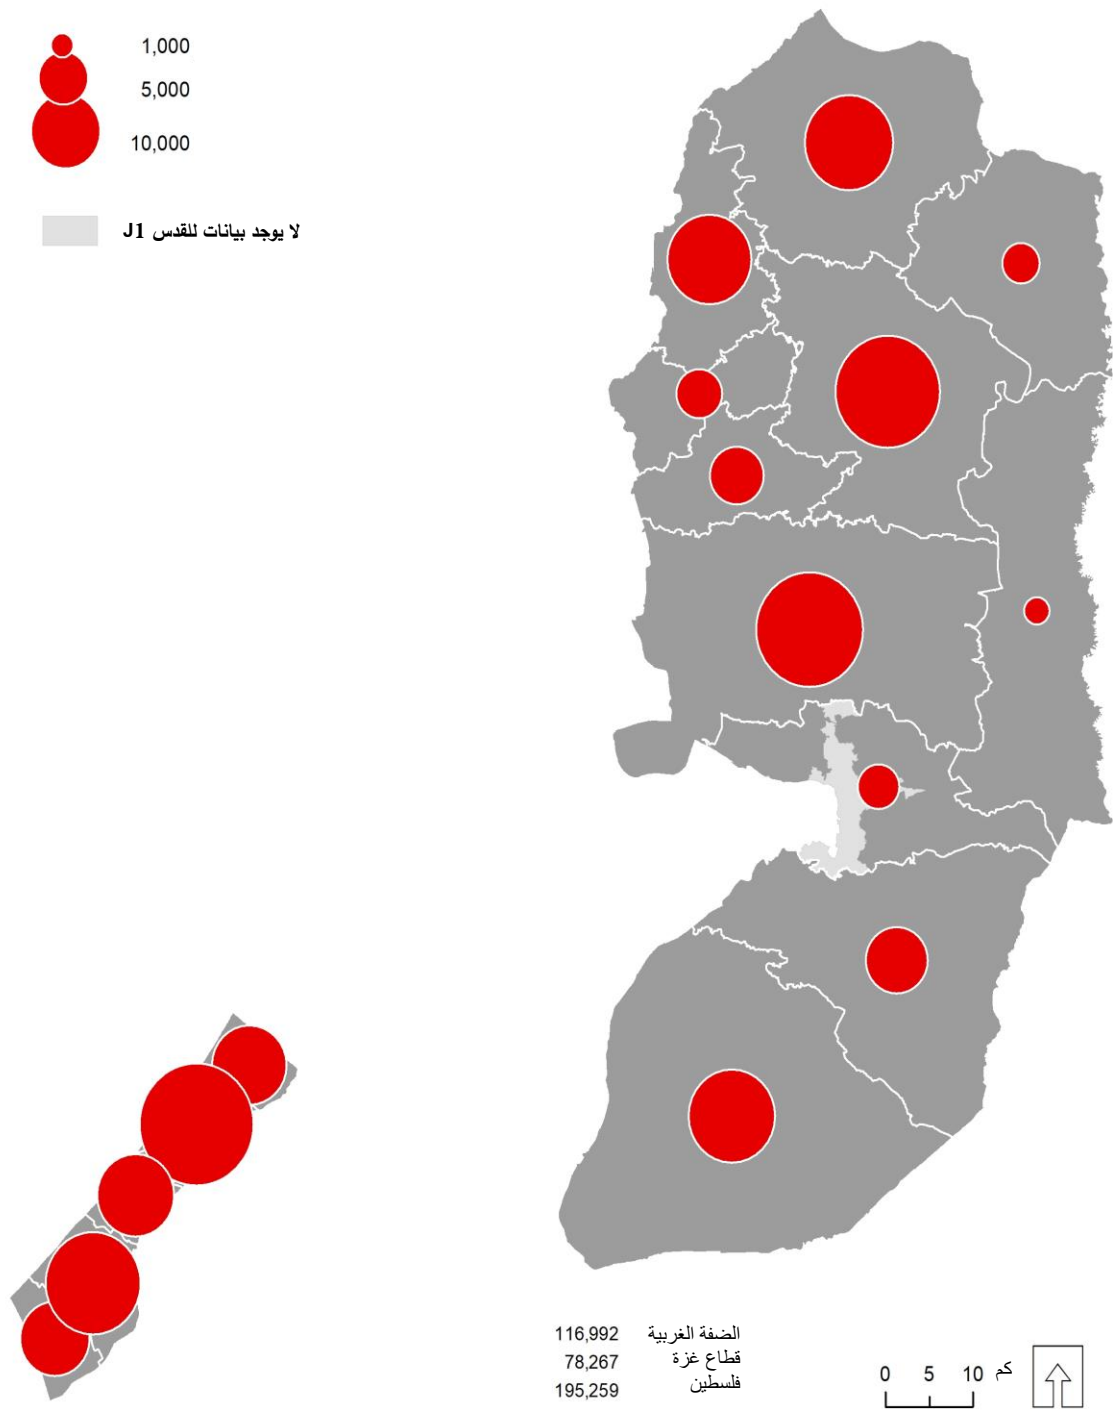 1,000
5,000
10,000
لا يوجد بيانات للقدس J1
الضفة الغربية 116,992
قطاع غزة 78,267
فلسطين 195,259
0 5 10 كم